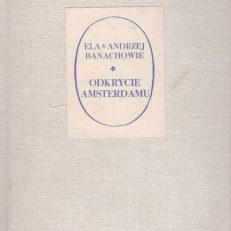 ELA * ANDRZEJ
BANACHOWIE
*
ODKRYCIE
AMSTERDAMU